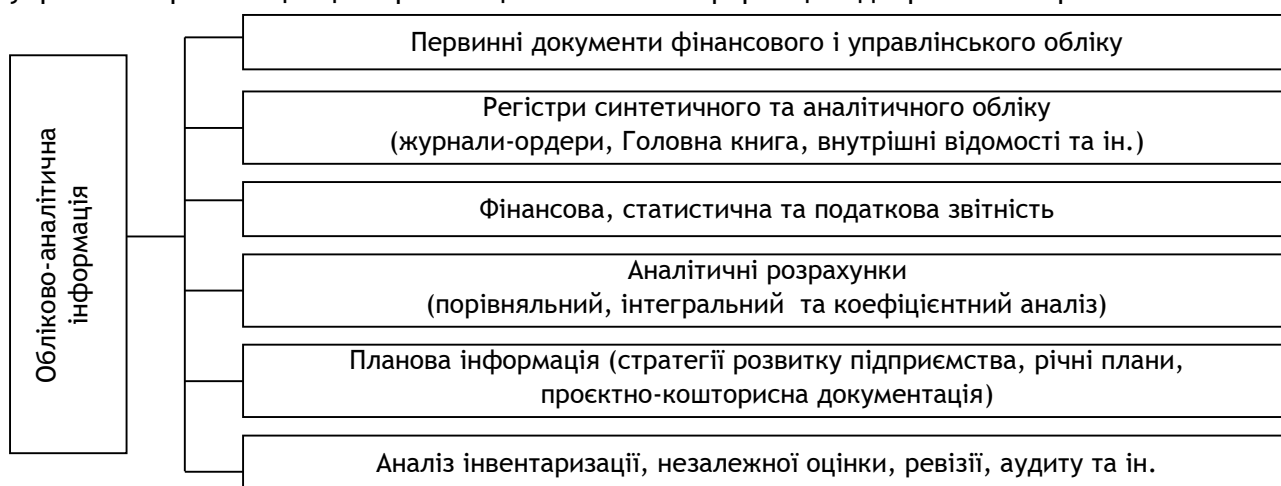 Первинні документи фінансового і управлінського обліку
Регістри синтетичного та аналітичного обліку
(журнали-ордери, Головна книга, внутрішні відомості та ін.)
Фінансова, статистична та податкова звітність
Обліково-аналітична
інформація
Аналітичні розрахунки
(порівняльний, інтегральний та коефіцієнтний аналіз)
Планова інформація (стратегії розвитку підприємства, річні плани,
проєктно-кошторисна документація)
Аналіз інвентаризації, незалежної оцінки, ревізії, аудиту та ін.